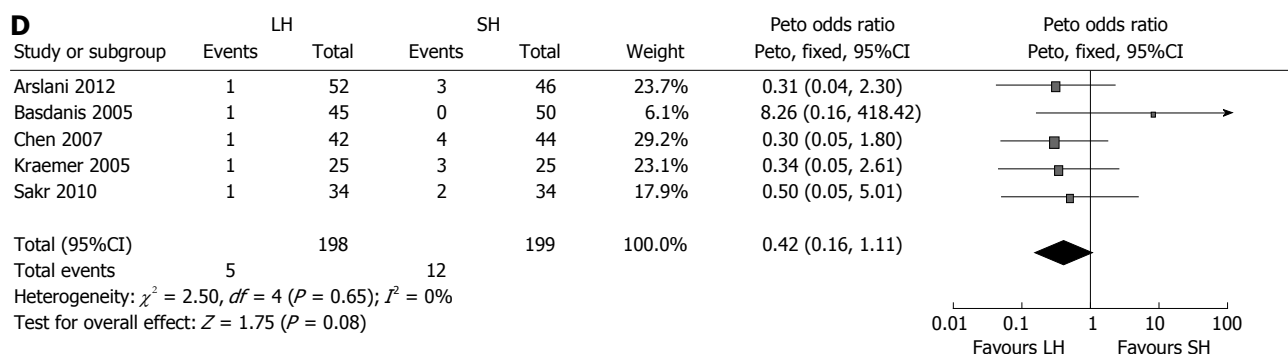 D LH SH Peto odds ratio Peto odds ratio
Study or subgroup Events Total Events Total Weight Peto, fixed, 95%CI Peto, fixed, 95%CI
Arslani 2012 1 52 3 46 23.7% 0.31 (0.04, 2.30)
Basdanis 2005 1 45 0 50 6.1% 8.26 (0.16, 418.42)
Chen 2007 1 42 4 44 29.2% 0.30 (0.05, 1.80)
Kraemer 2005 1 25 3 25 23.1% 0.34 (0.05, 2.61)
Sakr 2010 1 34 2 34 17.9% 0.50 (0.05, 5.01)
Total (95%CI) 198 199 100.0% 0.42 (0.16, 1.11)
Total events 5 12
Heterogeneity: χ² = 2.50, df = 4 (P = 0.65); I² = 0%
Test for overall effect: Z = 1.75 (P = 0.08)
0.01 0.1 1 10 100
Favours LH Favours SH